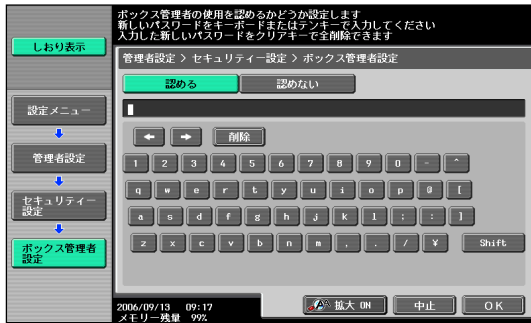 ボックス管理者の使用を認めるかどうか設定します
新しいパスワードをキーボードまたはテンキーで入力してください
入力した新しいパスワードをクリアキーで全削除できます
しおり表示
管理者設定 > セキュリティー設定 > ボックス管理者設定
認める 認めない
設定メニュー
管理者設定
セキュリティー
設定
ボックス管理者
設定
← → 削除
1 2 3 4 5 6 7 8 9 0 - ^
q w e r t y u i o p @ [
a s d f g h j k l ; : ]
z x c v b n m , . / ¥ Shift
2006/09/13 09:17
メモリー残量 99%
拡大 ON 中止 OK